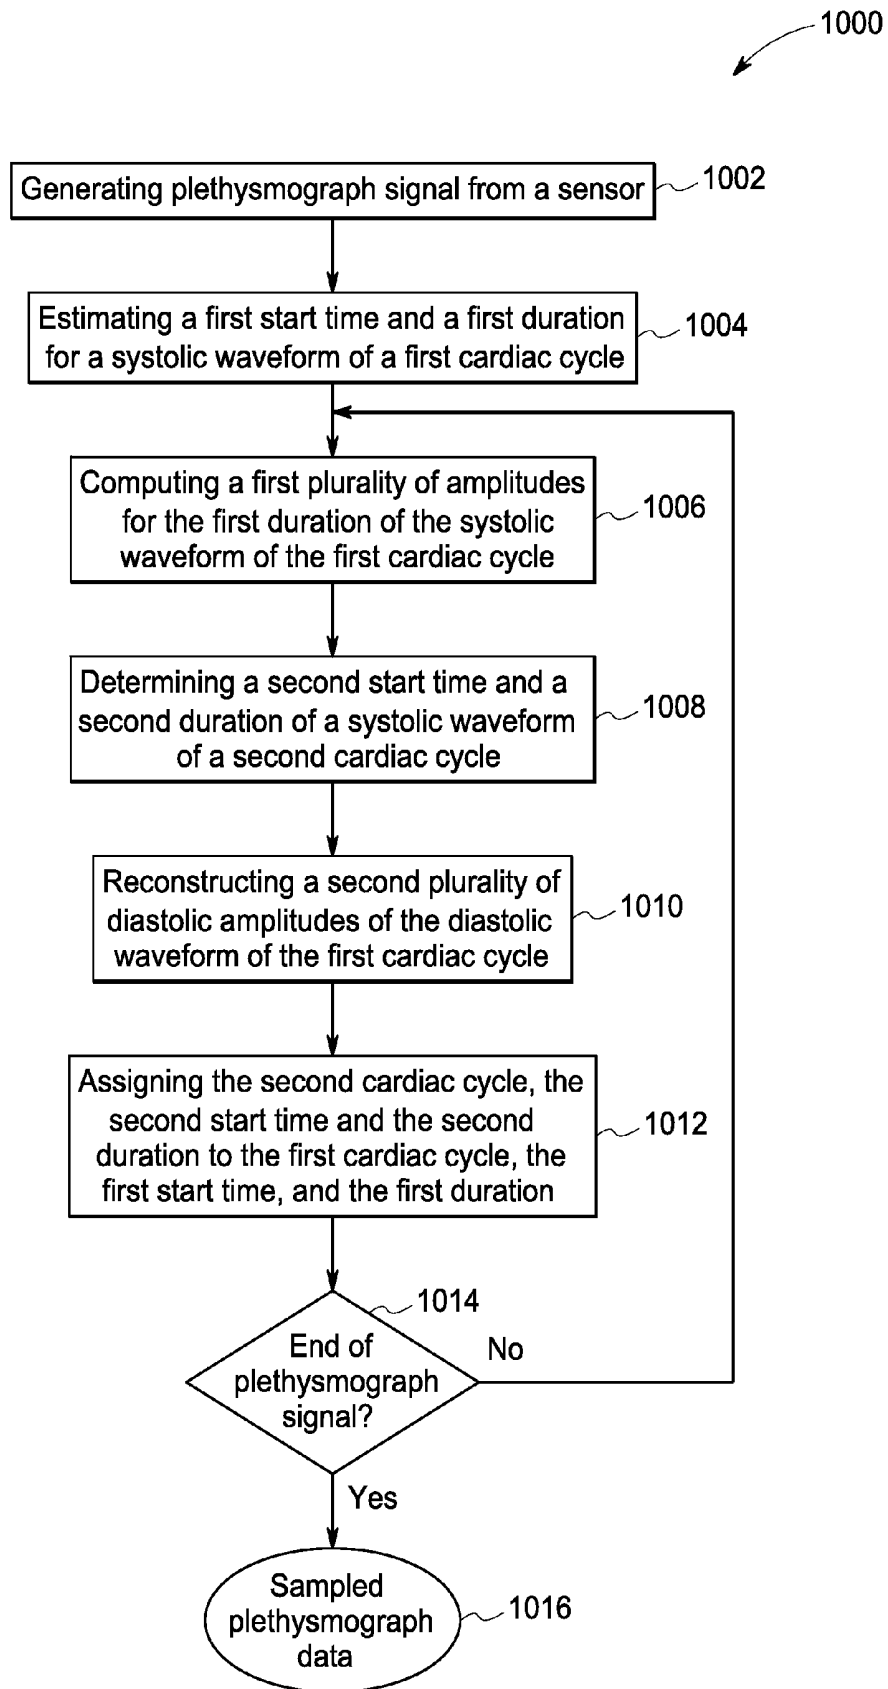 1000
Generating plethysmograph signal from a sensor
1002
Estimating a first start time and a first duration
for a systolic waveform of a first cardiac cycle
1004
Computing a first plurality of amplitudes
for the first duration of the systolic
waveform of the first cardiac cycle
1006
Determining a second start time and a
second duration of a systolic waveform
of a second cardiac cycle
1008
Reconstructing a second plurality of
diastolic amplitudes of the diastolic
waveform of the first cardiac cycle
1010
Assigning the second cardiac cycle, the
second start time and the second
duration to the first cardiac cycle, the
first start time, and the first duration
1012
1014
End of
plethysmograph
signal?
No
Yes
Sampled
plethysmograph
data
1016